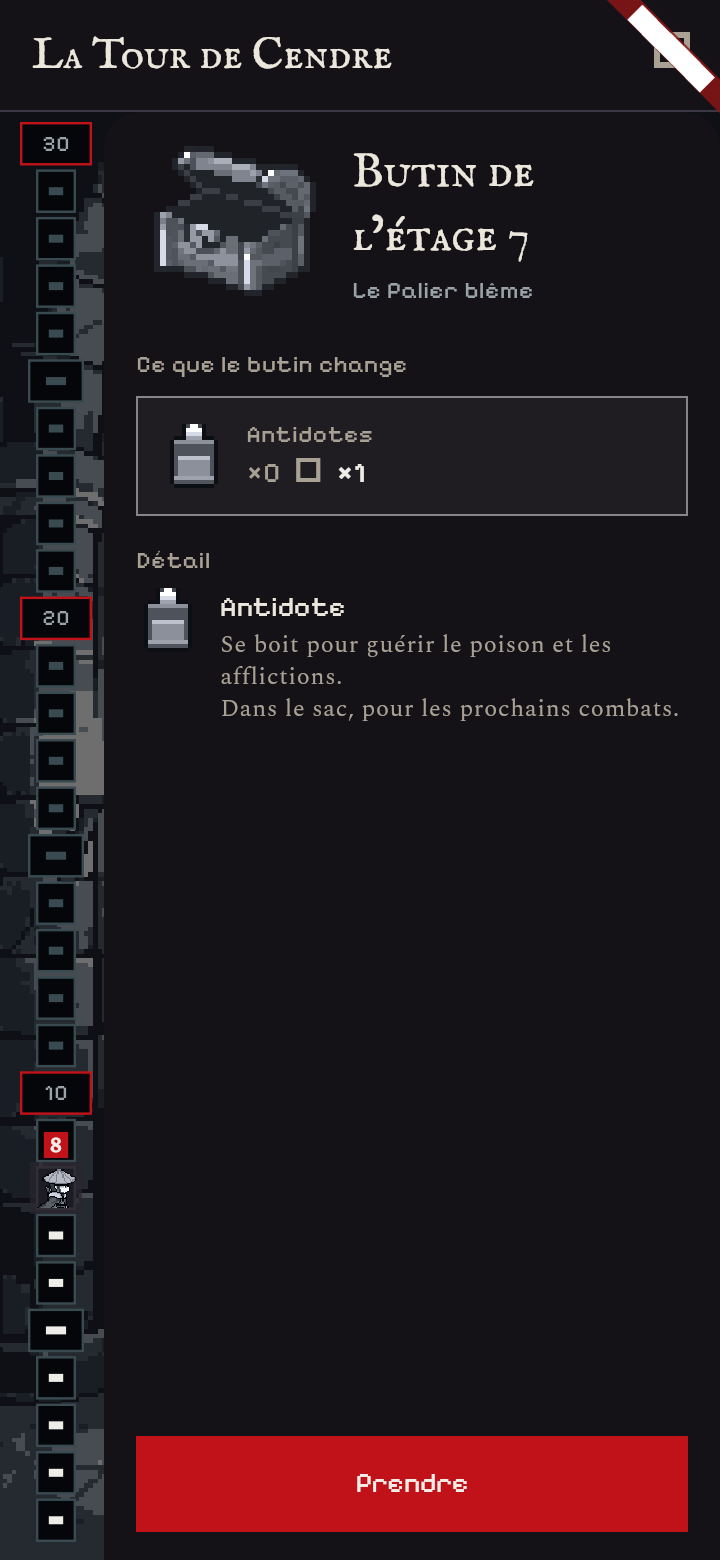 La Tour de Cendre
30
Butin de
l'étage 7
Le Palier blême
Ce que le butin change
Antidotes
×0 □ ×1
Détail
Antidote
Se boit pour guérir le poison et les
afflictions.
Dans le sac, pour les prochains combats.
20
10
8
Prendre